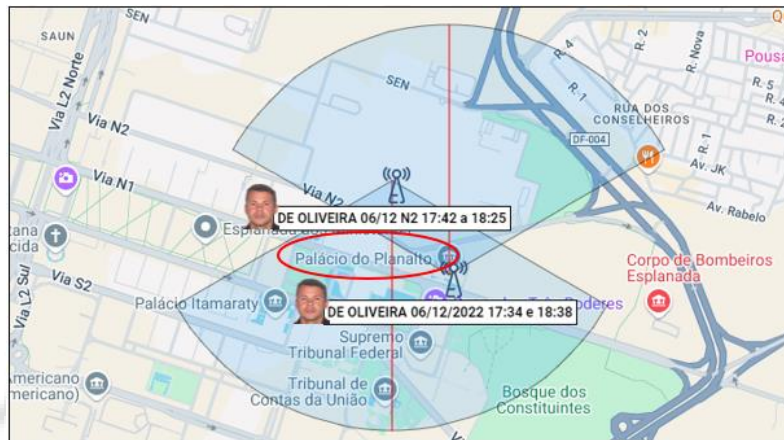 SAUN
SEN
SEN
Via L2 Norte
Via N2
Via N1
Via N2
Via S2
Via L2 Sul
R. 4
R. 1
R. 2
R. Nova
Pousa
R. 5
R. 4
R. 2
R. 1
RUA DOS
CONSELHEIROS
DF-004
Av. JK
Av. Rabelo
DE OLIVEIRA 06/12 N2 17:42 a 18:25
Palácio do Planalto
Corpo de Bombeiros
Esplanada
Palácio Itamaraty
DE OLIVEIRA 06/12/2022 17:34 e 18:38
Supremo
Tribunal Federal
Tribunal de
Contas da União
Bosque dos
Constituintes